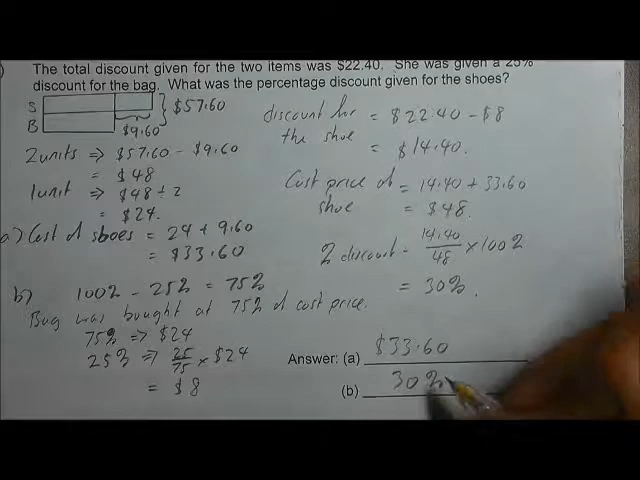 The total discount given for the two items was $22.40. She was given a 25%
discount for the bag. What was the percentage discount given for the shoes?
S
B
$57.60
$9.60
2 units ⇒ $57.60 - $9.60
= $48
1 unit ⇒ $48 ÷ 2
= $24.
a) Cost of shoes = 24 + 9.60
= $33.60
b) 100% - 25% = 75%
Bag was bought at 75% of cost price.
75% ⇒ $24
25% ⇒ 25/75 × $24
= $8
discount for the shoe = $22.40 - $8
= $14.40.
Cost price of shoe = 14.40 + 33.60
= $48.
% discount = 14.40/48 × 100%
= 30%.
Answer: (a) $33.60
(b) 30%